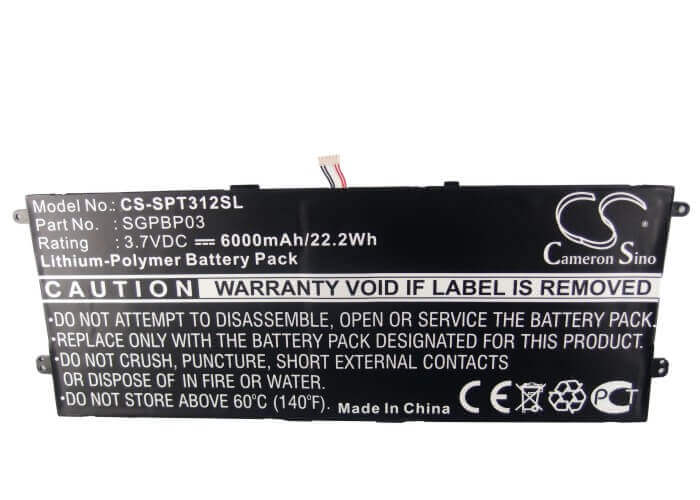 Model No.: CS-SPT312SL
Part No. : SGPBP03
Rating : 3.7VDC ⎓ 6000mAh/22.2Wh
Lithium-Polymer Battery Pack
CS
Cameron Sino
CAUTION WARRANTY VOID IF LABEL IS REMOVED
•DO NOT ATTEMPT TO DISASSEMBLE, OPEN OR SERVICE THE BATTERY PACK.
•REPLACE ONLY WITH THE BATTERY PACK DESIGNATED FOR THIS PRODUCT.
•DO NOT CRUSH, PUNCTURE, SHORT EXTERNAL CONTACTS OR
DISPOSE OF IN FIRE OR WATER.
•DO NOT STORE ABOVE 60°C (140°F). Made In China
CE
PCT